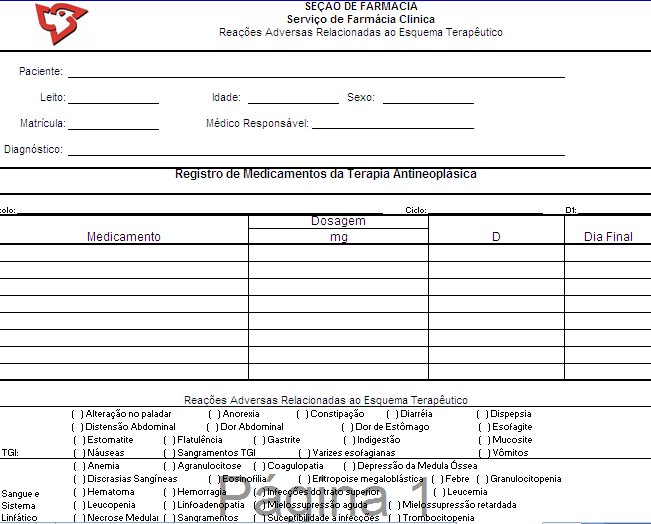 SEÇÃO DE FARMÁCIA
Serviço de Farmácia Clínica
Reações Adversas Relacionadas ao Esquema Terapêutico
Paciente:
Leito: Idade: Sexo:
Matrícula: Médico Responsável:
Diagnóstico:
Registro de Medicamentos da Terapia Antineoplásica
colo: Ciclo: D1:
Dosagem
Medicamento mg D Dia Final
Reações Adversas Relacionadas ao Esquema Terapêutico
( ) Alteração no paladar ( ) Anorexia ( ) Constipação ( ) Diarréia ( ) Dispepsia
( ) Distensão Abdominal ( ) Dor Abdominal ( ) Dor de Estômago ( ) Esofagite
( ) Estomatite ( ) Flatulência ( ) Gastrite ( ) Indigestão ( ) Mucosite
TGI: ( ) Náuseas ( ) Sangramentos TGI ( ) Varizes esofagianas ( ) Vômitos
( ) Anemia ( ) Agranulocitose ( ) Coagulopatia ( ) Depressão da Medula Óssea
( ) Discrasias Sangíneas ( ) Eosinofilia ( ) Eritropoise megaloblástica ( ) Febre ( ) Granulocitopenia
Sangue e ( ) Hematoma ( ) Hemorragia ( ) Infecções do trato superior ( ) Leucemia
Sistema ( ) Leucopenia ( ) Linfoadenopatia ( ) Mielossupressão aguda ( ) Mielossupressão retardada
Linfático ( ) Necrose Medular ( ) Sangramentos ( ) Suceptibilidade a infecções ( ) Trombocitopenia
Página 1